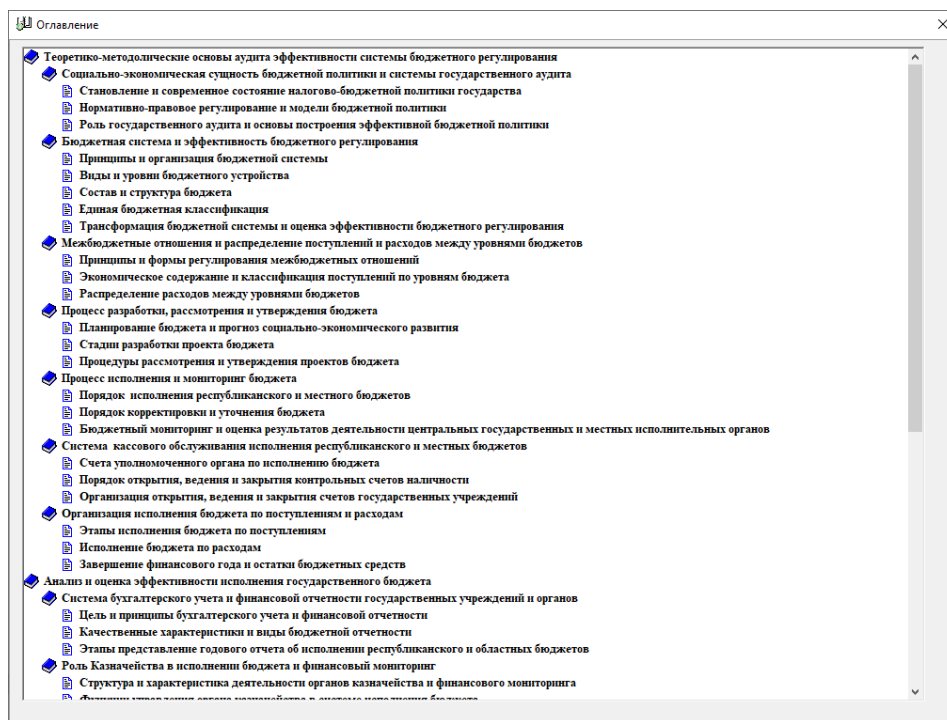 Оглавление
Теоретико-методолические основы аудита эффективности системы бюджетного регулирования
Социально-экономическая сущность бюджетной политики и системы государственного аудита
Становление и современное состояние налогово-бюджетной политики государства
Нормативно-правовое регулирование и модели бюджетной политики
Роль государственного аудита и основы построения эффективной бюджетной политики
Бюджетная система и эффективность бюджетного регулирования
Принципы и организация бюджетной системы
Виды и уровни бюджетного устройства
Состав и структура бюджета
Единая бюджетная классификация
Трансформация бюджетной системы и оценка эффективности бюджетного регулирования
Межбюджетные отношения и распределение поступлений и расходов между уровнями бюджетов
Принципы и формы регулирования межбюджетных отношений
Экономическое содержание и классификация поступлений по уровням бюджета
Распределение расходов между уровнями бюджетов
Процесс разработки, рассмотрения и утверждения бюджета
Планирование бюджета и прогноз социально-экономического развития
Стадии разработки проекта бюджета
Процедуры рассмотрения и утверждения проектов бюджета
Процесс исполнения и мониторинг бюджета
Порядок исполнения республиканского и местного бюджетов
Порядок корректировки и уточнения бюджета
Бюджетный мониторинг и оценка результатов деятельности центральных государственных и местных исполнительных органов
Система кассового обслуживания исполнения республиканского и местных бюджетов
Счета уполномоченного органа по исполнению бюджета
Порядок открытия, ведения и закрытия контрольных счетов наличности
Организация открытия, ведения и закрытия счетов государственных учреждений
Организация исполнения бюджета по поступлениям и расходам
Этапы исполнения бюджета по поступлениям
Исполнение бюджета по расходам
Завершение финансового года и остатки бюджетных средств
Анализ и оценка эффективности исполнения государственного бюджета
Система бухгалтерского учета и финансовой отчетности государственных учреждений и органов
Цель и принципы бухгалтерского учета и финансовой отчетности
Качественные характеристики и виды бюджетной отчетности
Этапы представление годового отчета об исполнении республиканского и областных бюджетов
Роль Казначейства в исполнении бюджета и финансовый мониторинг
Структура и характеристика деятельности органов казначейства и финансового мониторинга